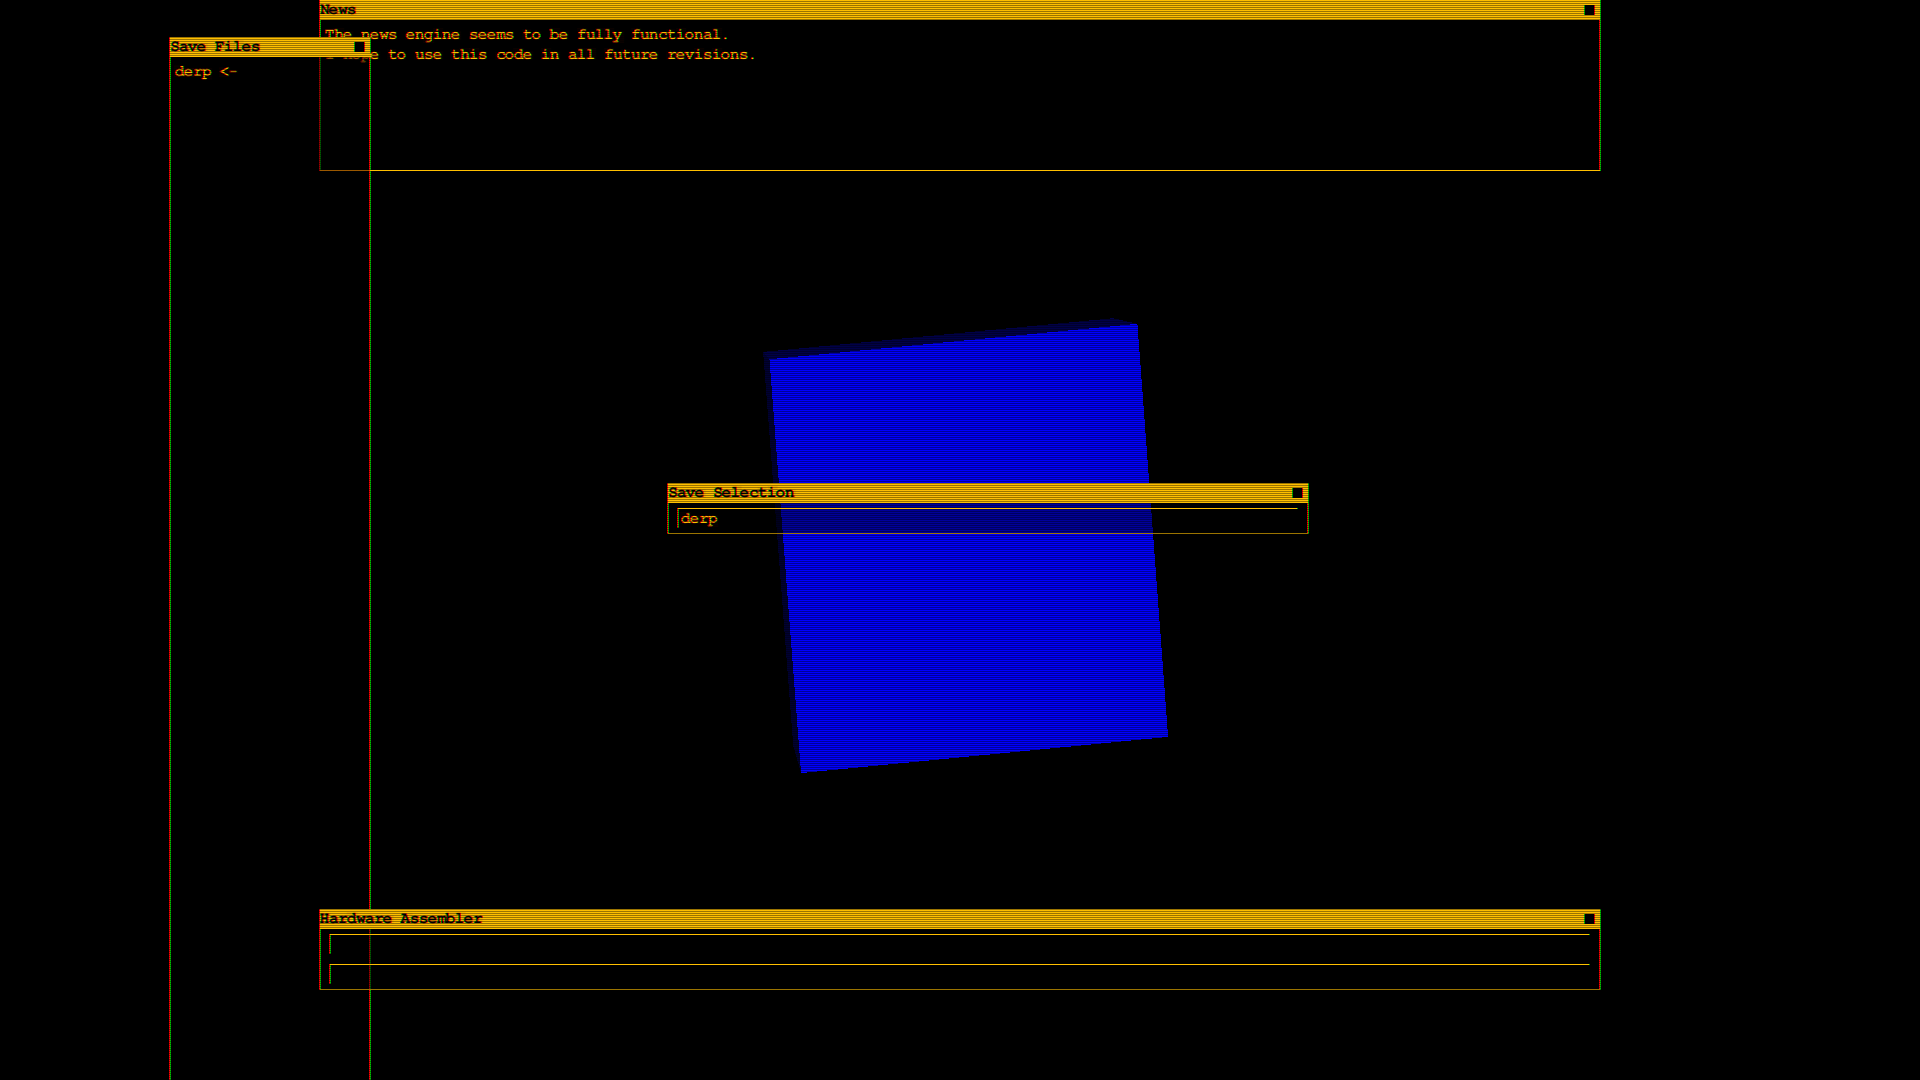 News
The news engine seems to be fully functional.
I hope to use this code in all future revisions.
Save Files
derp <-
Save Selection
derp
Hardware Assembler